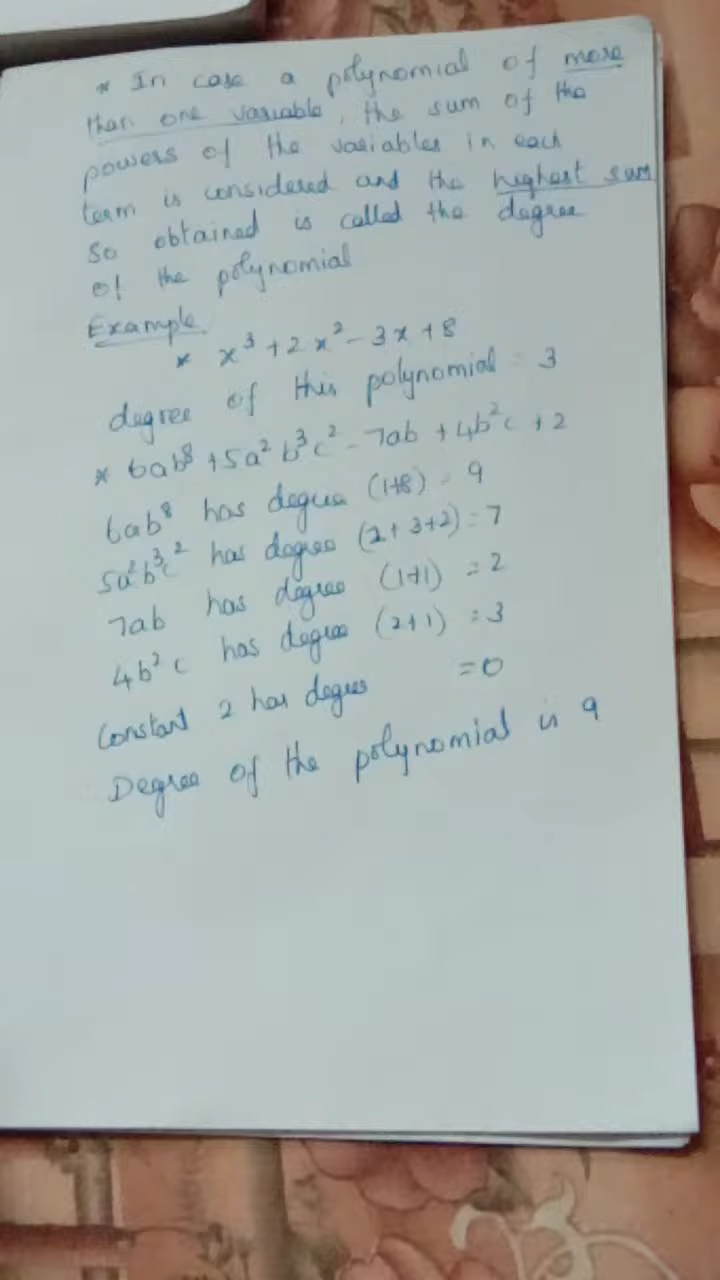 * In case a polynomial of more
than one variable, the sum of the
powers of the variables in each
term is considered and the highest sum
so obtained is called the degree
of the polynomial
Example
* x³ + 2x² - 3x + 8
degree of this polynomial = 3
* 6ab⁸ + 5a²b³c² - 7ab + 4b²c + 2
6ab⁸ has degree (1+8) = 9
5a²b³c² has degree (2+3+2) = 7
7ab has degree (1+1) = 2
4b²c has degree (2+1) = 3
Constant 2 has degree = 0
Degree of the polynomial is 9